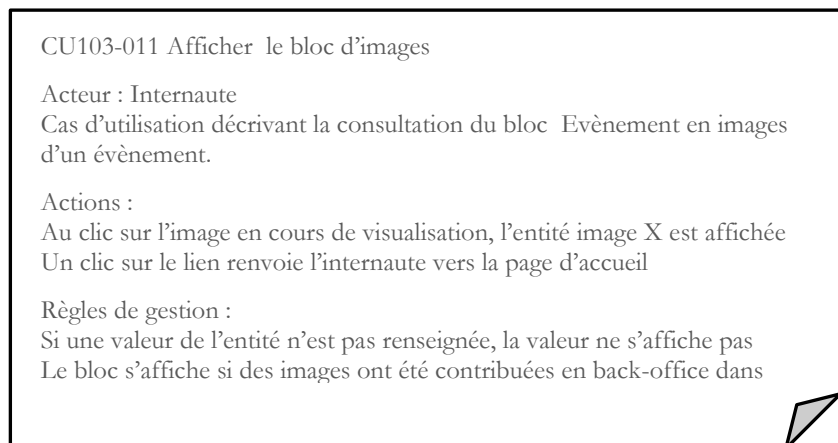 CU103-011 Afficher  le bloc d’images
Acteur : Internaute
Cas d’utilisation décrivant la consultation du bloc  Evènement en images
d’un évènement.
Actions :
Au clic sur l’image en cours de visualisation, l’entité image X est affichée
Un clic sur le lien renvoie l’internaute vers la page d’accueil
Règles de gestion :
Si une valeur de l’entité n’est pas renseignée, la valeur ne s’affiche pas
Le bloc s’affiche si des images ont été contribuées en back-office dans